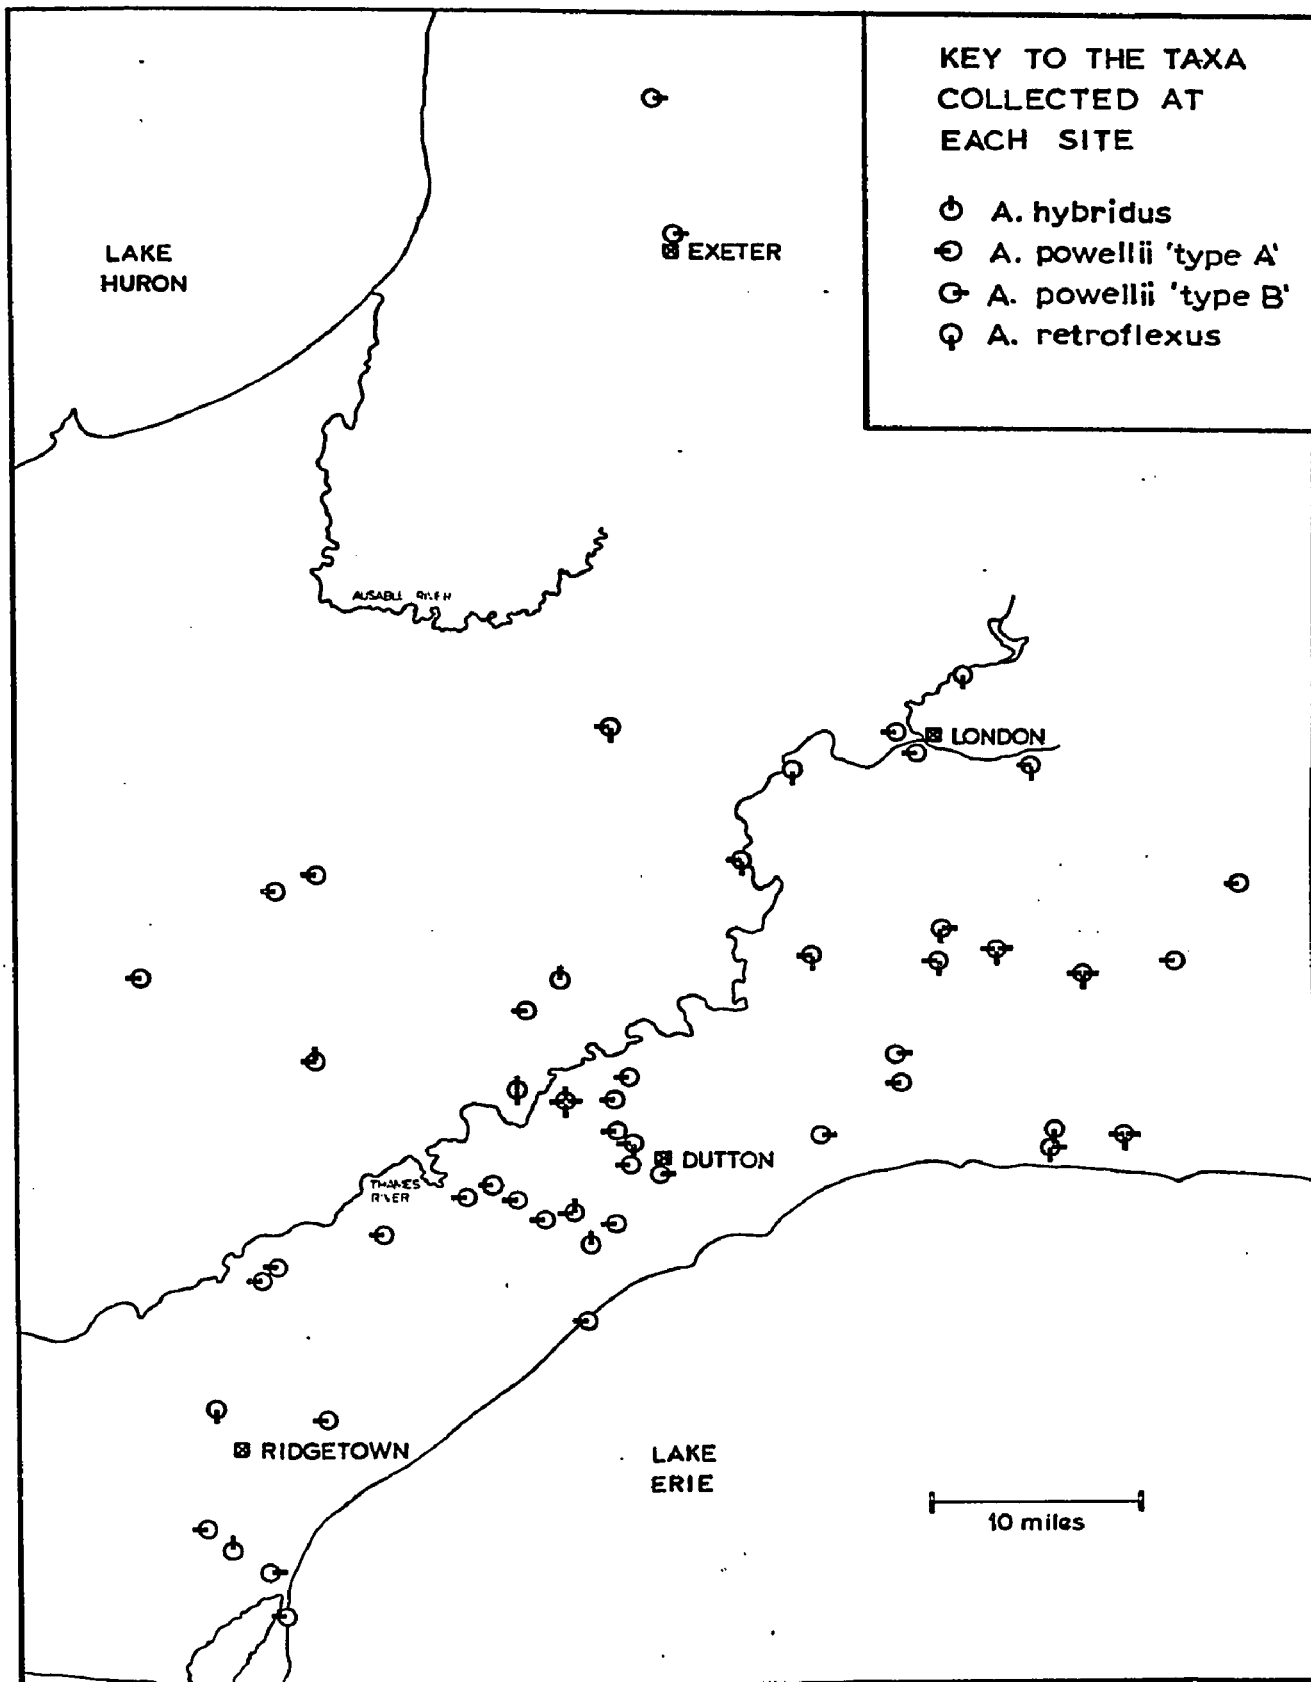 KEY TO THE TAXA
COLLECTED AT
EACH SITE
A. hybridus
A. powellii 'type A'
A. powellii 'type B'
A. retroflexus
LAKE
HURON
EXETER
AUSABLE RIVER
LONDON
DUTTON
THAMES
RIVER
RIDGETOWN
LAKE
ERIE
10 miles